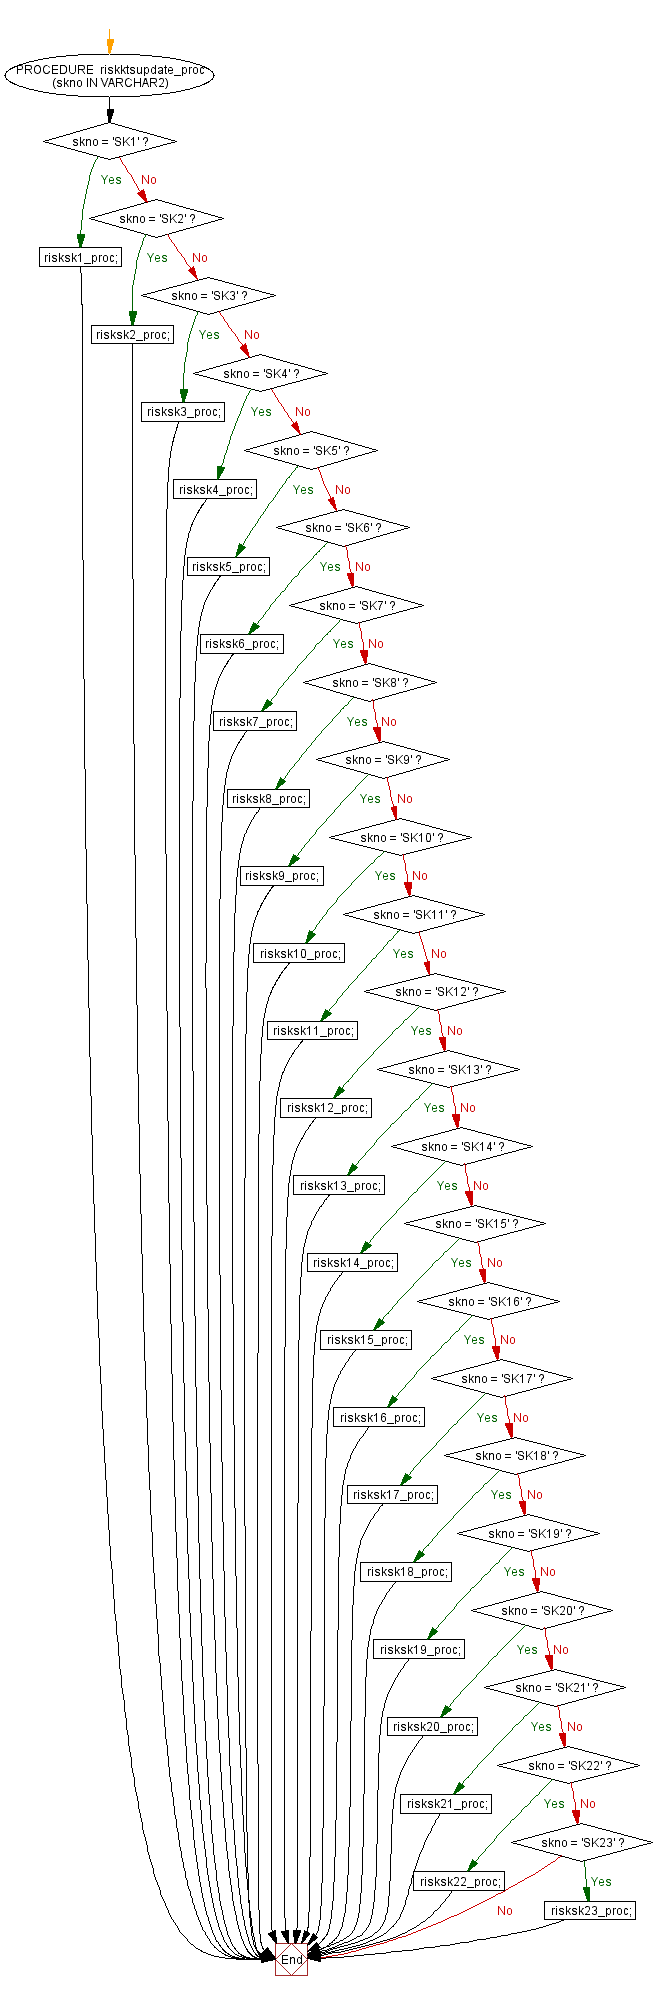 PROCEDURE riskktsupdate_proc
(skno IN VARCHAR2)
skno = 'SK1' ?
Yes
No
risksk1_proc;
skno = 'SK2' ?
Yes
No
risksk2_proc;
skno = 'SK3' ?
Yes
No
risksk3_proc;
skno = 'SK4' ?
Yes
No
risksk4_proc;
skno = 'SK5' ?
Yes
No
risksk5_proc;
skno = 'SK6' ?
Yes
No
risksk6_proc;
skno = 'SK7' ?
Yes
No
risksk7_proc;
skno = 'SK8' ?
Yes
No
risksk8_proc;
skno = 'SK9' ?
Yes
No
risksk9_proc;
skno = 'SK10' ?
Yes
No
risksk10_proc;
skno = 'SK11' ?
Yes
No
risksk11_proc;
skno = 'SK12' ?
Yes
No
risksk12_proc;
skno = 'SK13' ?
Yes
No
risksk13_proc;
skno = 'SK14' ?
Yes
No
risksk14_proc;
skno = 'SK15' ?
Yes
No
risksk15_proc;
skno = 'SK16' ?
Yes
No
risksk16_proc;
skno = 'SK17' ?
Yes
No
risksk17_proc;
skno = 'SK18' ?
Yes
No
risksk18_proc;
skno = 'SK19' ?
Yes
No
risksk19_proc;
skno = 'SK20' ?
Yes
No
risksk20_proc;
skno = 'SK21' ?
Yes
No
risksk21_proc;
skno = 'SK22' ?
Yes
No
risksk22_proc;
skno = 'SK23' ?
Yes
No
risksk23_proc;
End